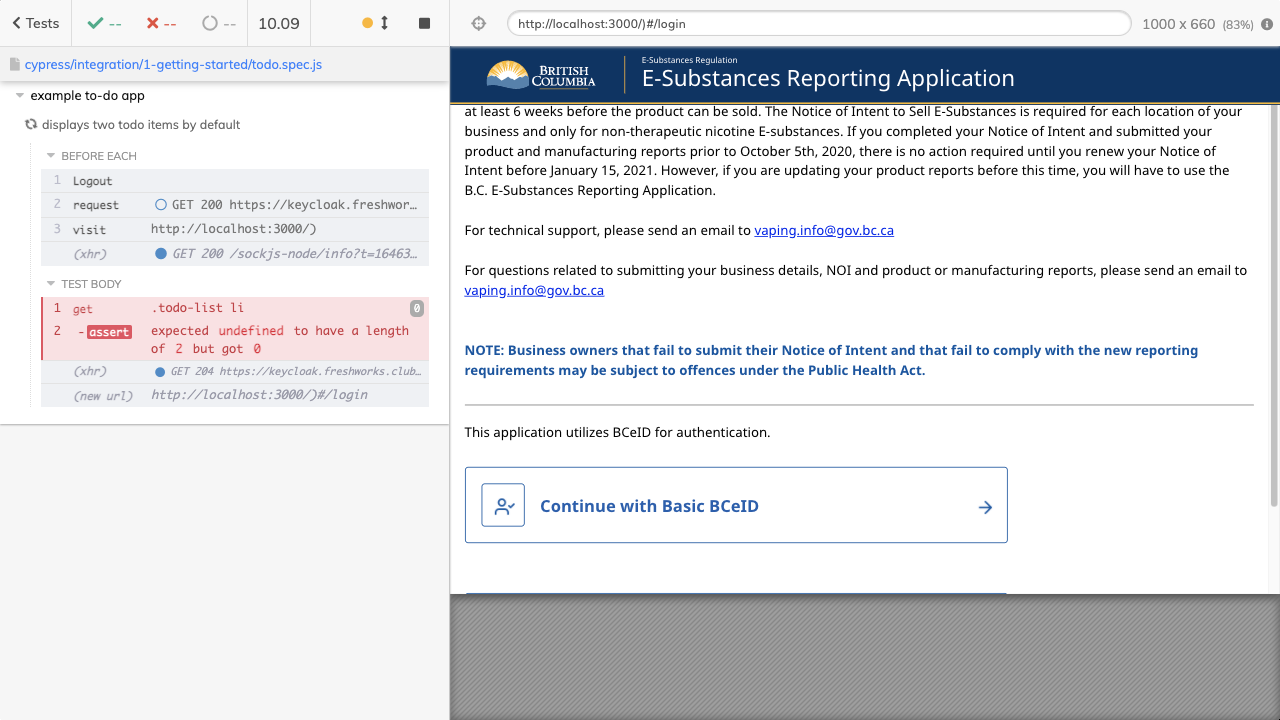 Tests
--
--
--
10.09
http://localhost:3000/)#/login
1000 x 660 (83%)
cypress/integration/1-getting-started/todo.spec.js
example to-do app
displays two todo items by default
BEFORE EACH
1 Logout
2 request GET 200 https://keycloak.freshwor…
3 visit http://localhost:3000/)
(xhr) GET 200 /sockjs-node/info?t=16463…
TEST BODY
1 get .todo-list li 0
2 -assert expected undefined to have a length
of 2 but got 0
(xhr) GET 204 https://keycloak.freshworks.club…
(new url) http://localhost:3000/)#/login
BRITISH
COLUMBIA
E-Substances Regulation
E-Substances Reporting Application
at least 6 weeks before the product can be sold. The Notice of Intent to Sell E-Substances is required for each location of your
business and only for non-therapeutic nicotine E-substances. If you completed your Notice of Intent and submitted your
product and manufacturing reports prior to October 5th, 2020, there is no action required until you renew your Notice of
Intent before January 15, 2021. However, if you are updating your product reports before this time, you will have to use the
B.C. E-Substances Reporting Application.
For technical support, please send an email to vaping.info@gov.bc.ca
For questions related to submitting your business details, NOI and product or manufacturing reports, please send an email to
vaping.info@gov.bc.ca
NOTE: Business owners that fail to submit their Notice of Intent and that fail to comply with the new reporting
requirements may be subject to offences under the Public Health Act.
This application utilizes BCeID for authentication.
Continue with Basic BCeID